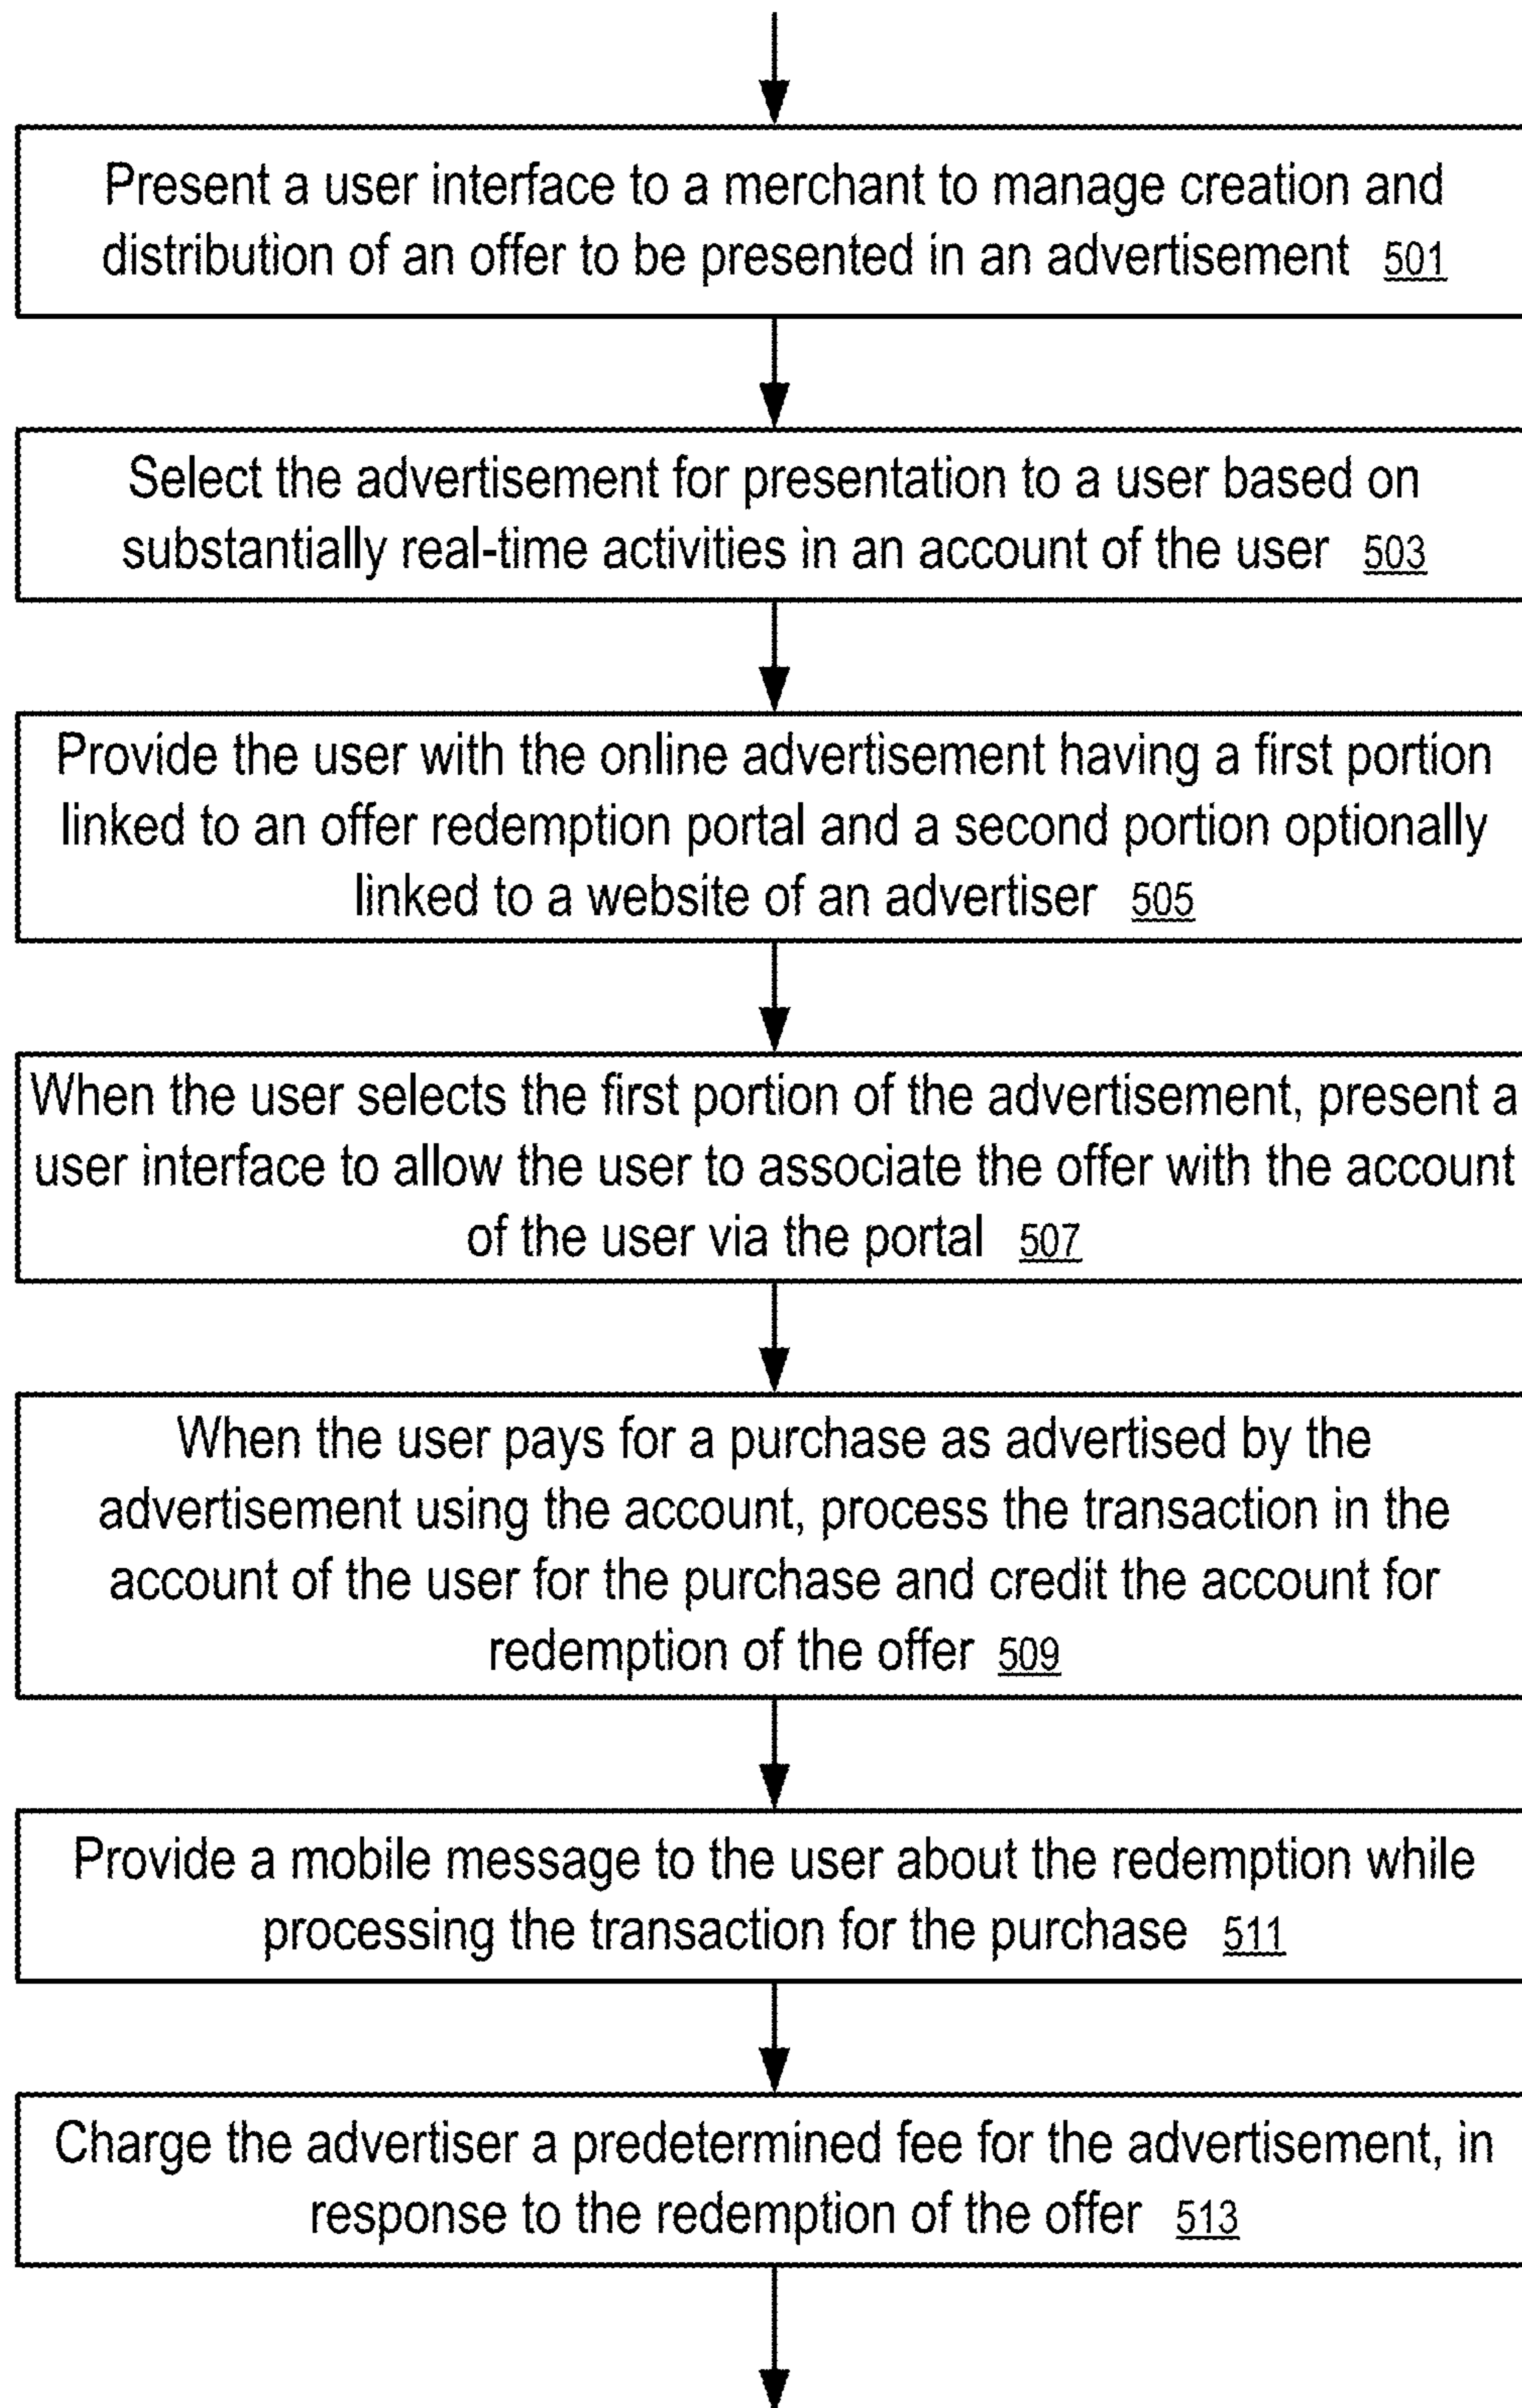 Present a user interface to a merchant to manage creation and
distribution of an offer to be presented in an advertisement 501
Select the advertisement for presentation to a user based on
substantially real-time activities in an account of the user 503
Provide the user with the online advertisement having a first portion
linked to an offer redemption portal and a second portion optionally
linked to a website of an advertiser 505
When the user selects the first portion of the advertisement, present a
user interface to allow the user to associate the offer with the account
of the user via the portal 507
When the user pays for a purchase as advertised by the
advertisement using the account, process the transaction in the
account of the user for the purchase and credit the account for
redemption of the offer 509
Provide a mobile message to the user about the redemption while
processing the transaction for the purchase 511
Charge the advertiser a predetermined fee for the advertisement, in
response to the redemption of the offer 513